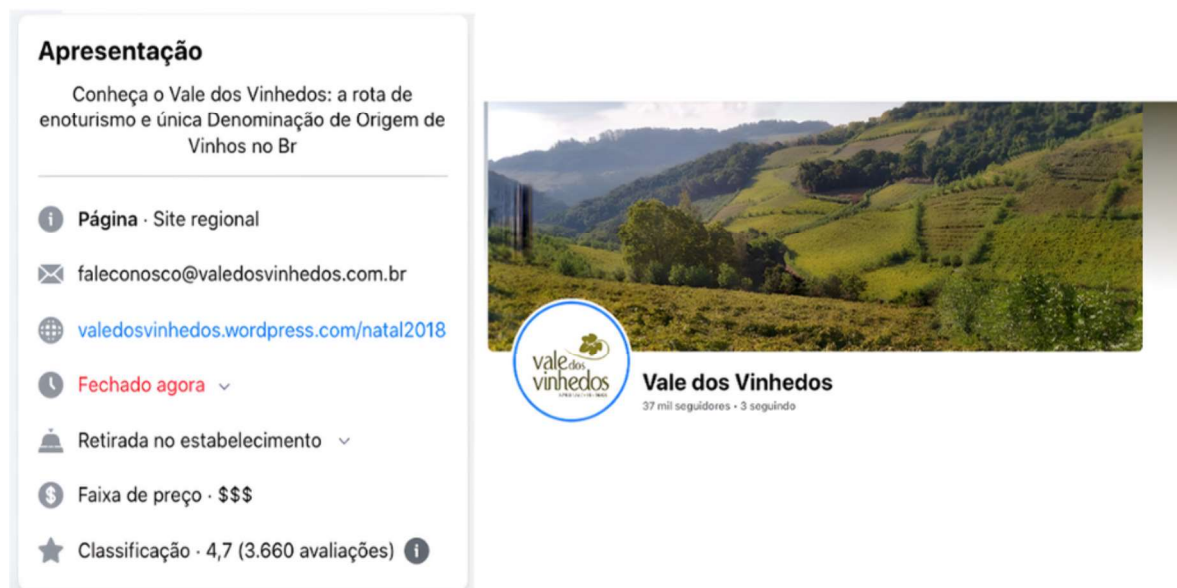 Apresentação
Conheça o Vale dos Vinhedos: a rota de
enoturismo e única Denominação de Origem de
Vinhos no Br
Página · Site regional
faleconosco@valedosvinhedos.com.br
valedosvinhedos.wordpress.com/natal2018
Fechado agora
Retirada no estabelecimento
Faixa de preço · $$$
Classificação · 4,7 (3.660 avaliações)
vale dos
vinhedos
Vale dos Vinhedos
37 mil seguidores • 3 seguindo